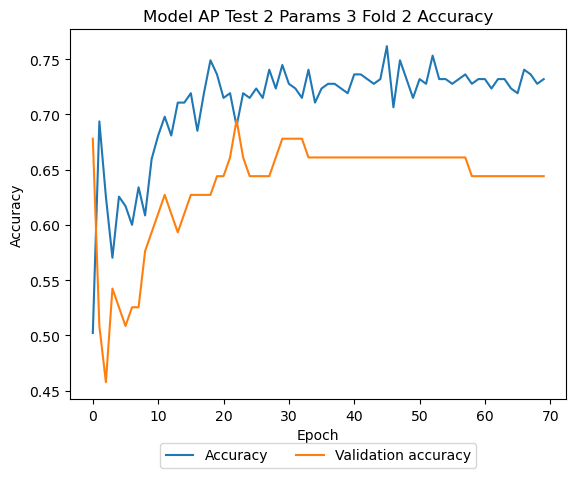 Model AP Test 2 Params 3 Fold 2 Accuracy
0.75
0.70
0.65
0.60
0.55
0.50
0.45
Accuracy
0 10 20 30 40 50 60 70
Epoch
Accuracy Validation accuracy